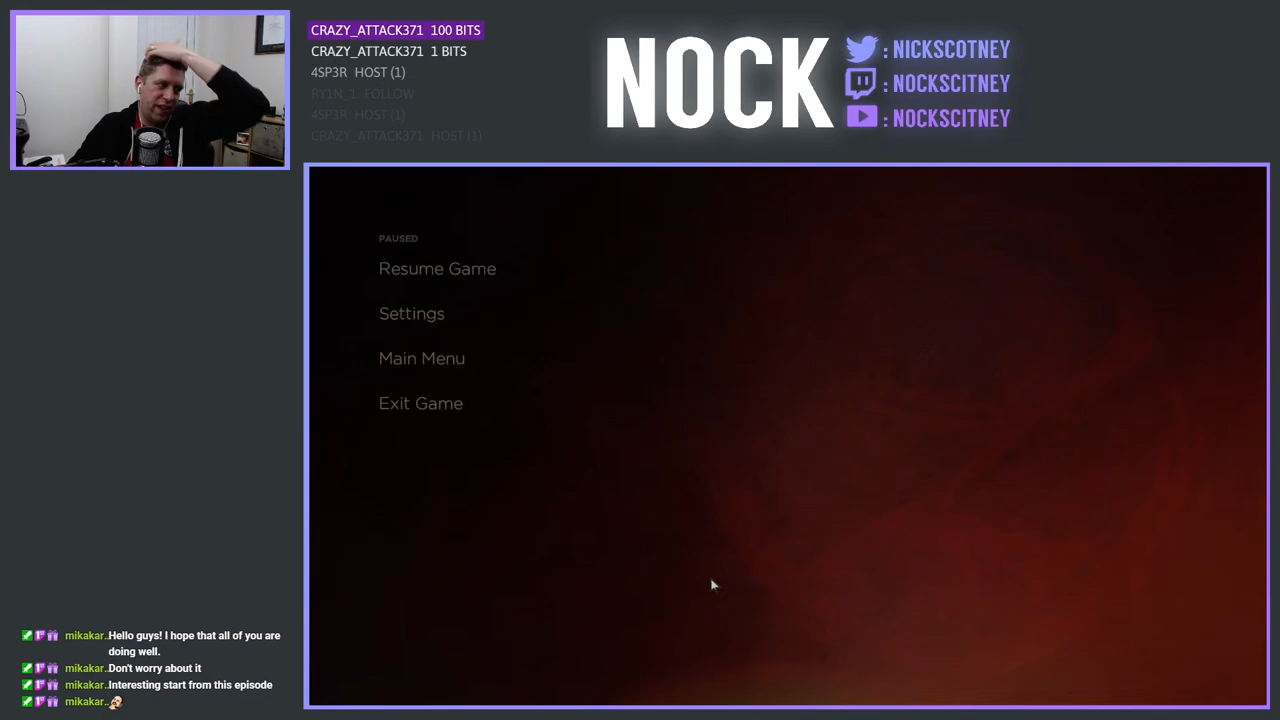 CRAZY_ATTACK371 100 BITS
CRAZY_ATTACK371 1 BITS
4SP3R HOST (1)
RY1N_1 FOLLOW
4SP3R HOST (1)
CRAZY_ATTACK371 HOST (1)
NOCK
: NICKSCOTNEY
: NOCKSCITNEY
: NOCKSCITNEY
PAUSED
Resume Game
Settings
Main Menu
Exit Game
mikakar..Hello guys! I hope that all of you are
doing well.
mikakar..Don't worry about it
mikakar..Interesting start from this episode
mikakar..